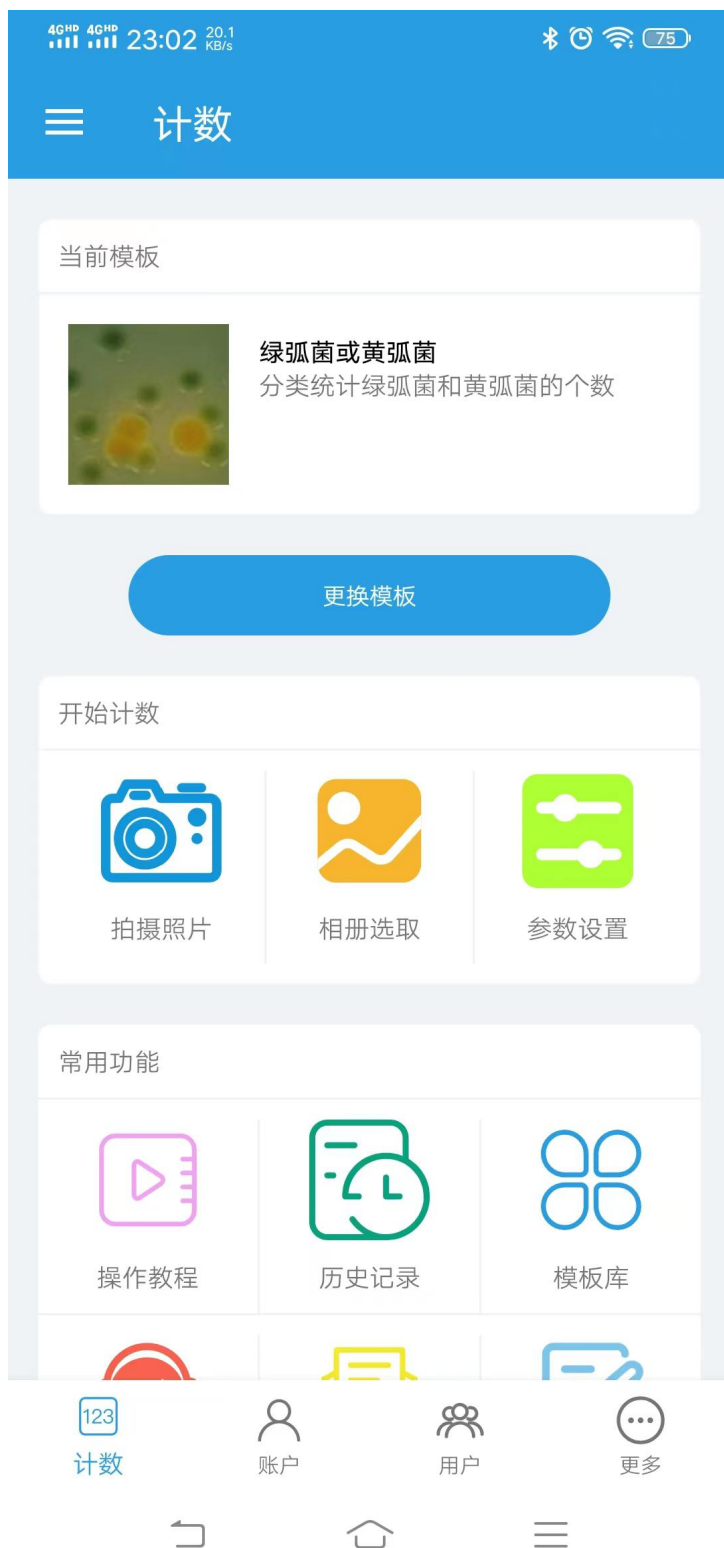 4GHD 4GHD 23:02 20.1 KB/s 75
计数
当前模板
绿弧菌或黄弧菌
分类统计绿弧菌和黄弧菌的个数
更换模板
开始计数
拍摄照片 相册选取 参数设置
常用功能
操作教程 历史记录 模板库
123
计数 账户 用户 更多